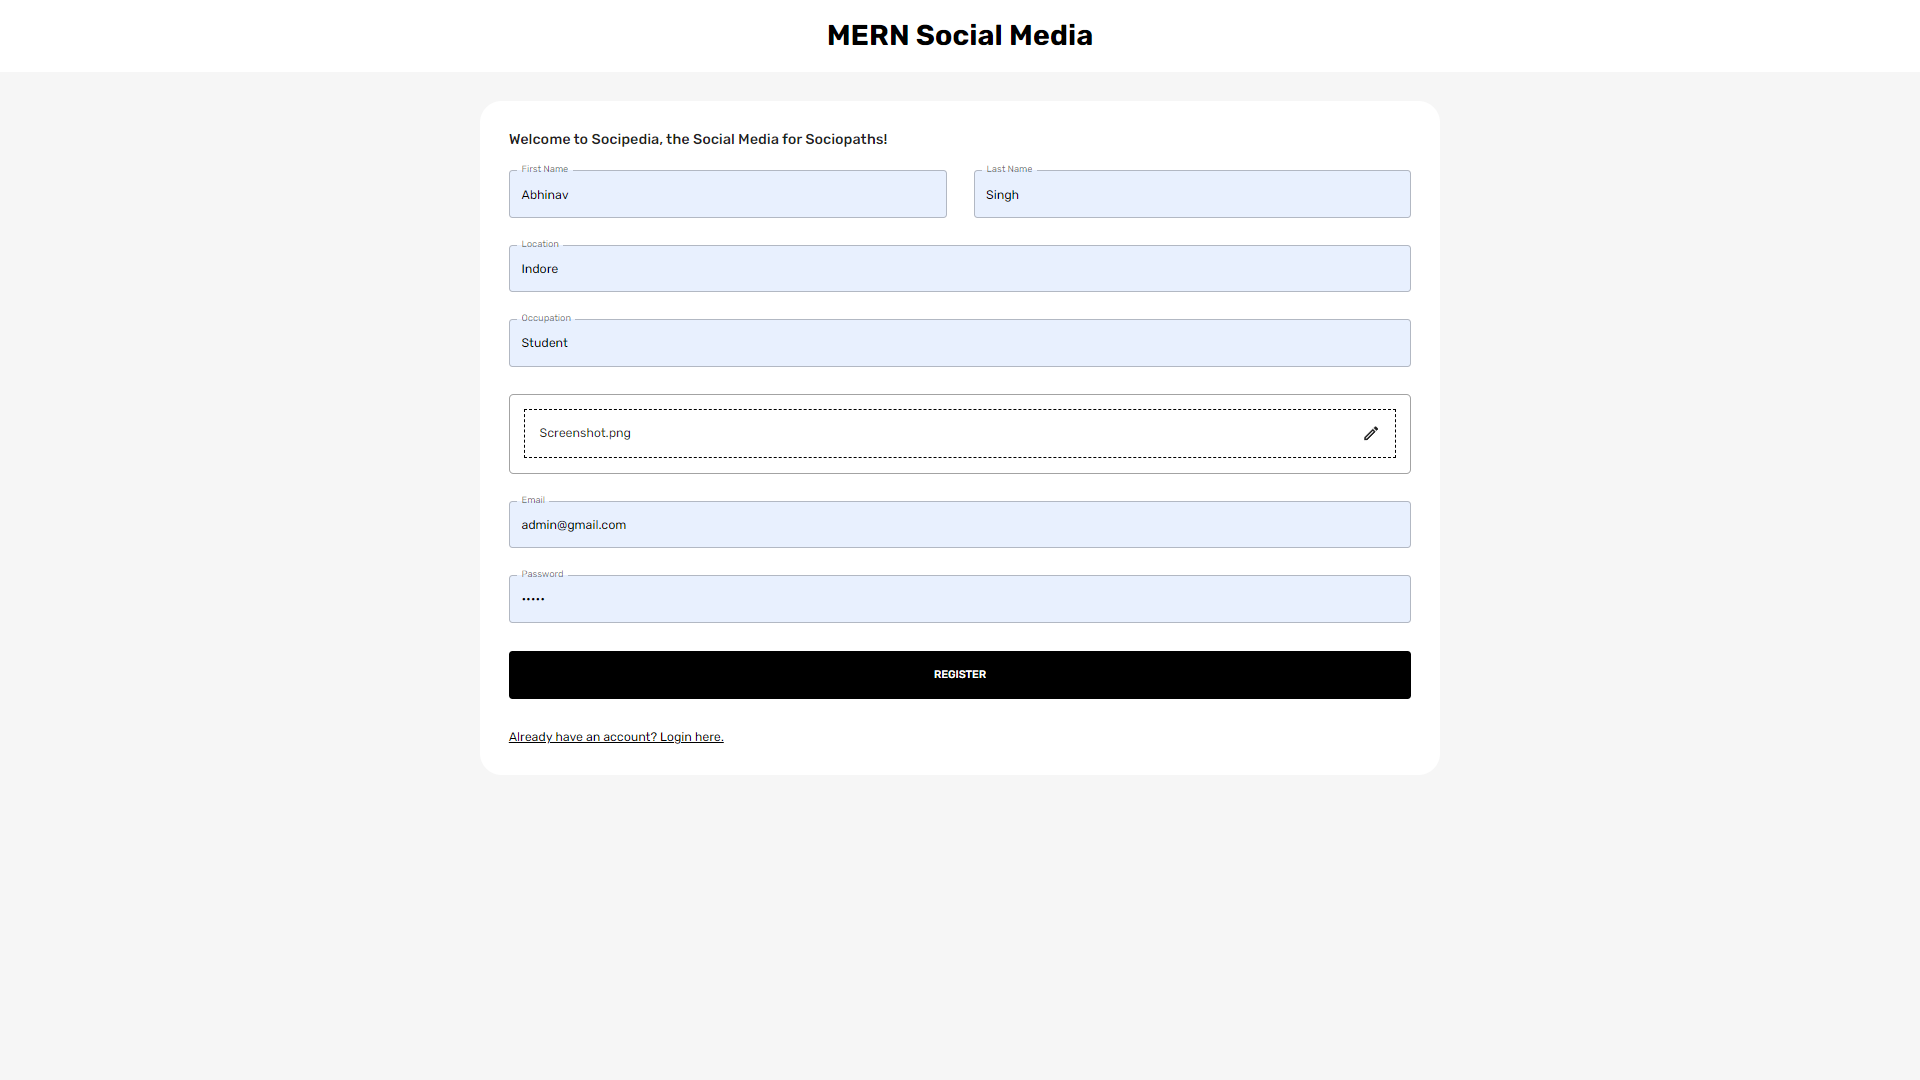 MERN Social Media
Welcome to Socipedia, the Social Media for Sociopaths!
First Name
Abhinav
Last Name
Singh
Location
Indore
Occupation
Student
Screenshot.png
Email
admin@gmail.com
Password
•••••
REGISTER
Already have an account? Login here.